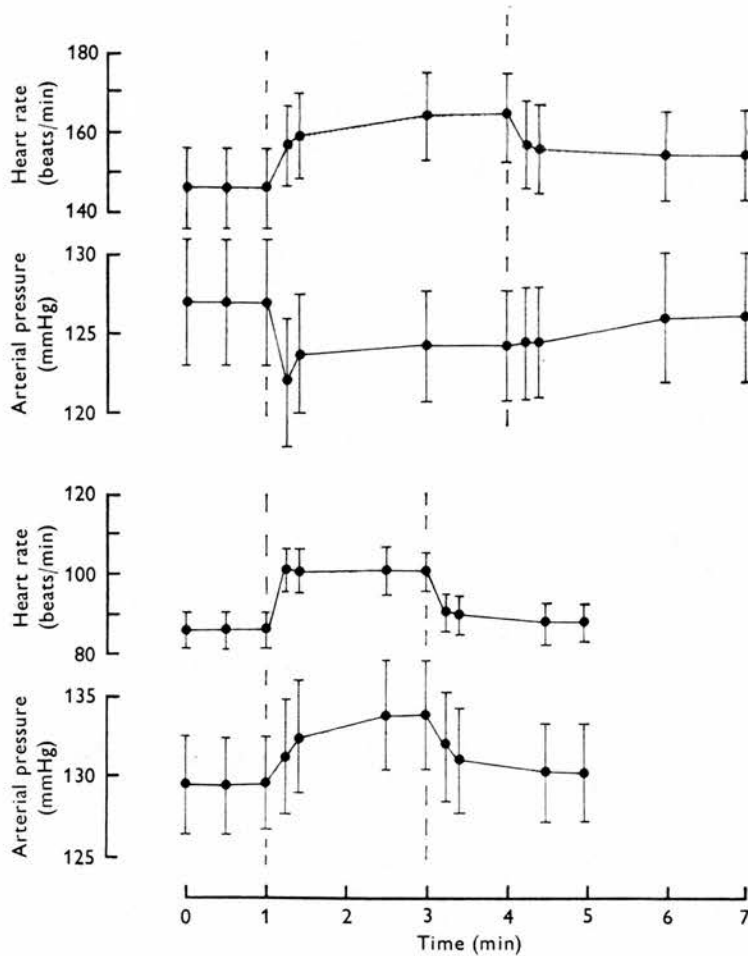 180
160
140
Heart rate
(beats/min)
130
125
120
Arterial pressure
(mmHg)
120
100
80
Heart rate
(beats/min)
135
130
125
Arterial pressure
(mmHg)
0 1 2 3 4 5 6 7
Time (min)